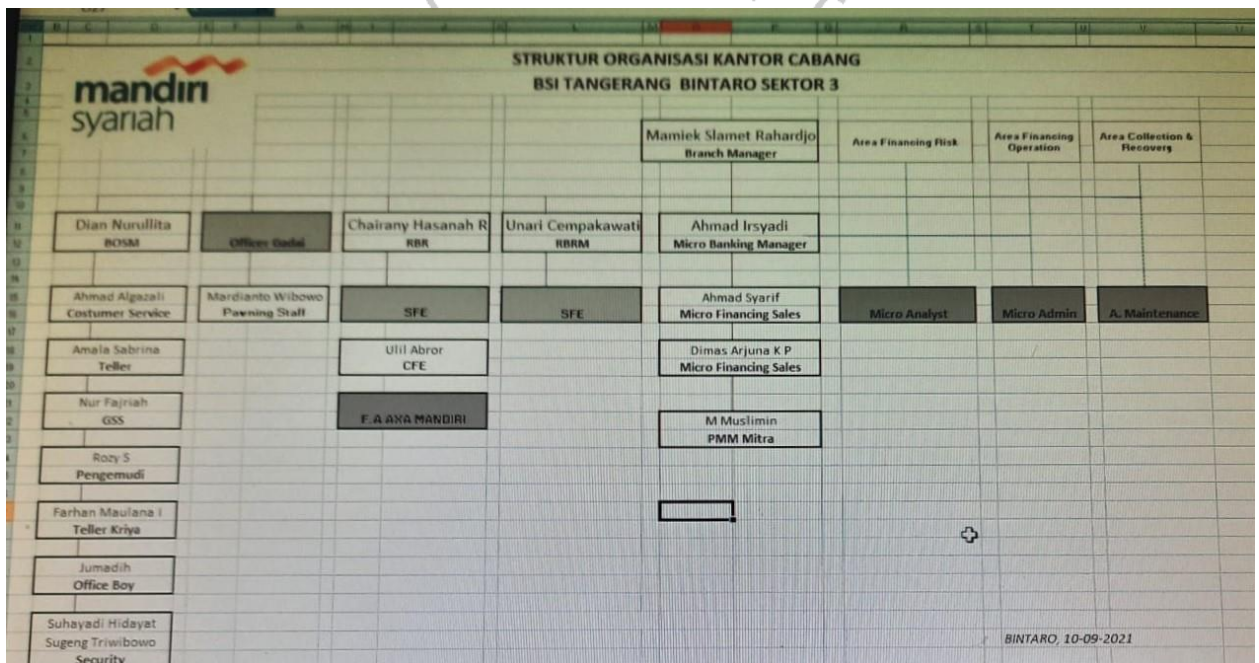 STRUKTUR ORGANISASI KANTOR CABANG
BSI TANGERANG BINTARO SEKTOR 3
mandiri
syariah
Mamiek Slamet Rahardjo
Branch Manager
Area Financing Risk
Area Financing
Operation
Area Collection &
Recovery
Dian Nurullita
BOSM
Officer Gadai
Chairany Hasanah R
RBR
Unari Cempakawati
RBRM
Ahmad Irsyadi
Micro Banking Manager
Ahmad Algazali
Costumer Service
Mardianto Wibowo
Pawning Staff
SFE
SFE
Ahmad Syarif
Micro Financing Sales
Micro Analyst
Micro Admin
A. Maintenance
Amala Sabrina
Teller
Ulil Abror
CFE
Dimas Arjuna K P
Micro Financing Sales
Nur Fajriah
GSS
F.A AXA MANDIRI
M Muslimin
PMM Mitra
Rozy S
Pengemudi
Farhan Maulana I
Teller Kriya
Jumadih
Office Boy
Suhayadi Hidayat
Sugeng Triwibowo
Security
BINTARO, 10-09-2021